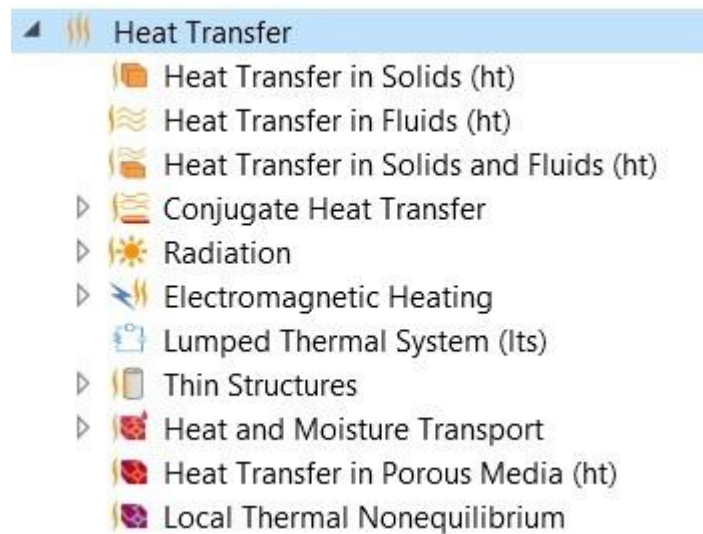 Heat Transfer
Heat Transfer in Solids (ht)
Heat Transfer in Fluids (ht)
Heat Transfer in Solids and Fluids (ht)
Conjugate Heat Transfer
Radiation
Electromagnetic Heating
Lumped Thermal System (lts)
Thin Structures
Heat and Moisture Transport
Heat Transfer in Porous Media (ht)
Local Thermal Nonequilibrium